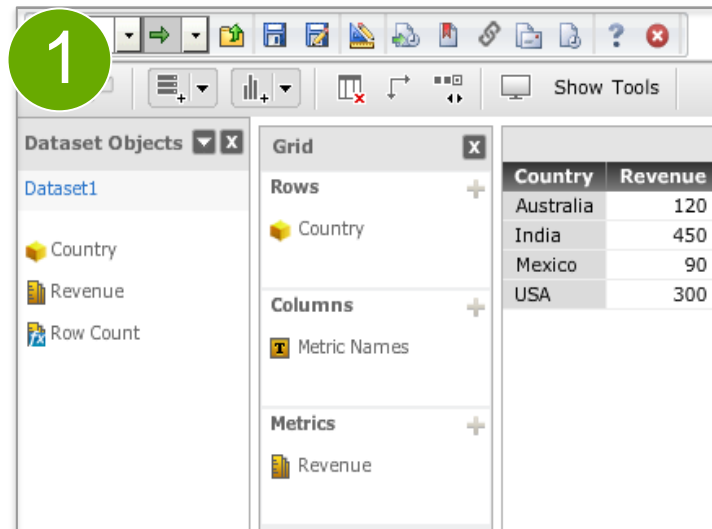 1
Show Tools
Dataset Objects
Dataset1
Country
Revenue
Row Count
Grid
Rows
Country
Columns
Metric Names
Metrics
Revenue
Country Revenue
Australia 120
India 450
Mexico 90
USA 300